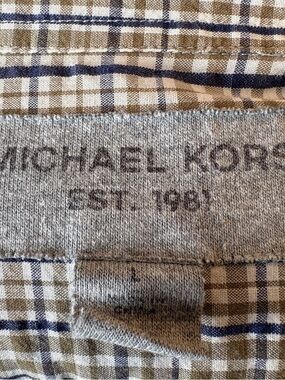 MICHAEL KORS
EST. 1981
L